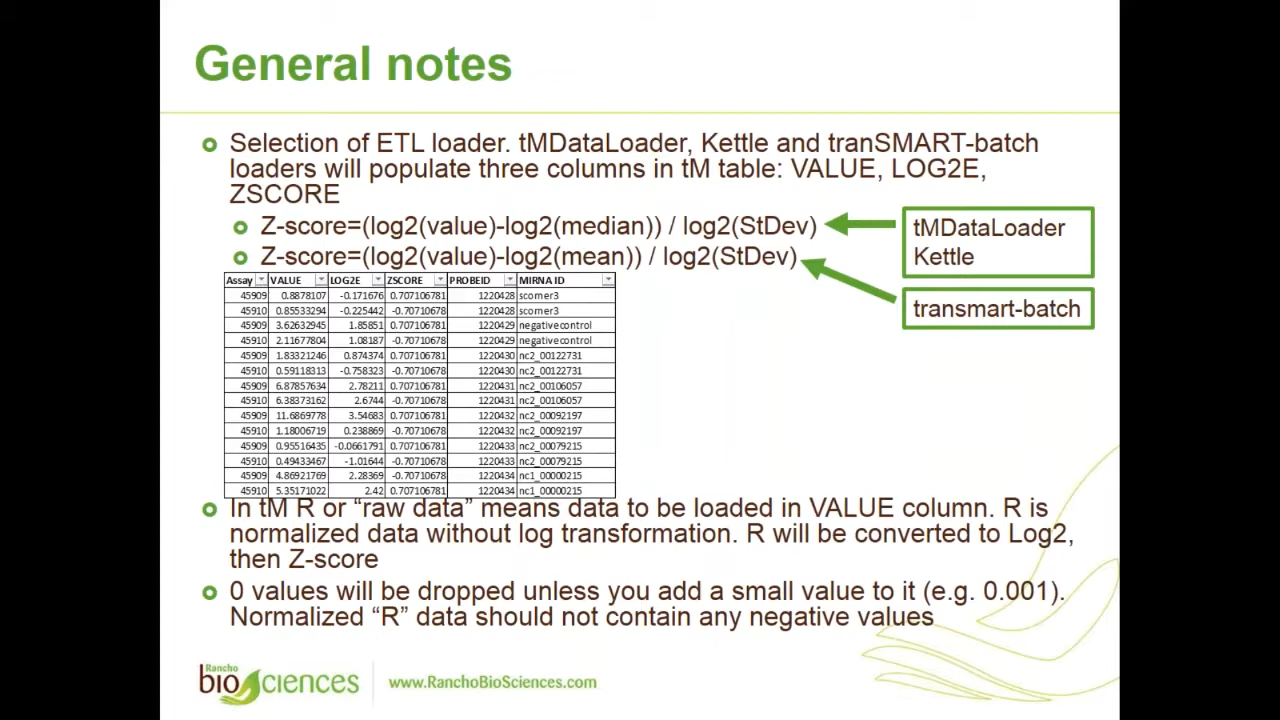 General notes
Selection of ETL loader. tMDataLoader, Kettle and tranSMART-batch
loaders will populate three columns in tM table: VALUE, LOG2E,
ZSCORE
Z-score=(log2(value)-log2(median)) / log2(StDev)
Z-score=(log2(value)-log2(mean)) / log2(StDev)
tMDataLoader
Kettle
transmart-batch
Assay VALUE LOG2E ZSCORE PROBEID MIRNA ID
45909 0.8878107 -0.171676 0.707106781 1220428 scorner3
45910 0.85533294 -0.225442 -0.70710678 1220428 scorner3
45909 3.62632945 1.85851 0.707106781 1220429 negativecontrol
45910 2.11677804 1.08187 -0.70710678 1220429 negativecontrol
45909 1.83321246 0.874374 0.707106781 1220430 nc2_00122731
45910 0.59118313 -0.758323 -0.70710678 1220430 nc2_00122731
45909 6.87857634 2.78211 0.707106781 1220431 nc2_00106057
45910 6.38373162 2.6744 -0.70710678 1220431 nc2_00106057
45909 11.6869778 3.54683 0.707106781 1220432 nc2_00092197
45910 1.18006719 0.238869 -0.70710678 1220432 nc2_00092197
45909 0.95516435 -0.0661791 0.707106781 1220433 nc2_00079215
45910 0.49433467 -1.01644 -0.70710678 1220433 nc2_00079215
45909 4.86921769 2.28369 -0.70710678 1220434 nc1_00000215
45910 5.35171022 2.42 0.707106781 1220434 nc1_00000215
In tM R or “raw data” means data to be loaded in VALUE column. R is
normalized data without log transformation. R will be converted to Log2,
then Z-score
0 values will be dropped unless you add a small value to it (e.g. 0.001).
Normalized “R” data should not contain any negative values
Rancho
biosciences
www.RanchoBioSciences.com